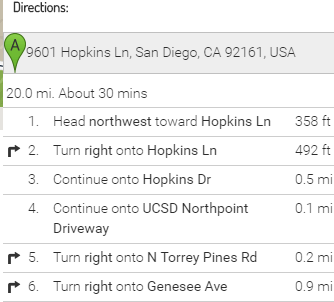 Directions:
A
9601 Hopkins Ln, San Diego, CA 92161, USA
20.0 mi. About 30 mins
1. Head northwest toward Hopkins Ln 358 ft
2. Turn right onto Hopkins Ln 492 ft
3. Continue onto Hopkins Dr 0.5 mi
4. Continue onto UCSD Northpoint 0.1 mi
Driveway
5. Turn right onto N Torrey Pines Rd 0.2 mi
6. Turn right onto Genesee Ave 0.9 mi